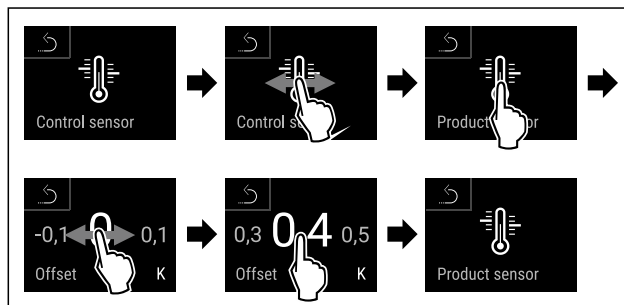 Control sensor
Control
Product
-0,1 0 0,1
Offset K
0,3 0,4 0,5
Offset K
Product sensor